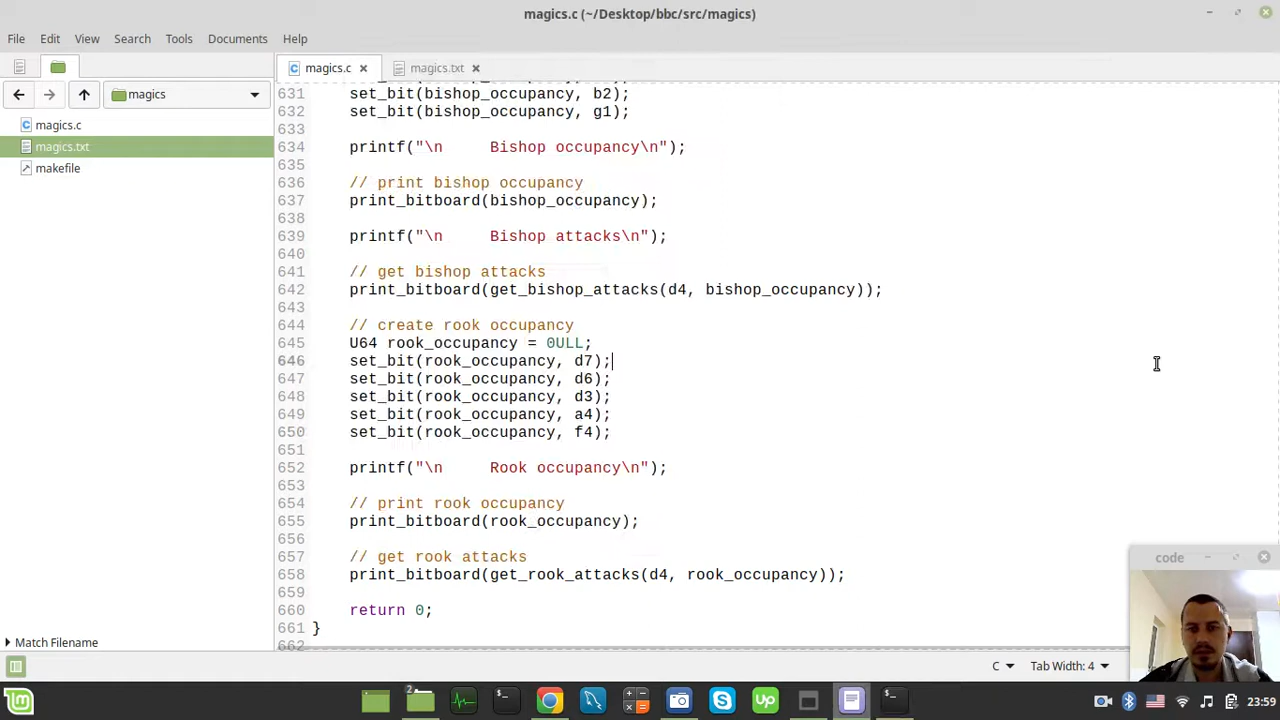 magics.c (~/Desktop/bbc/src/magics)
File Edit View Search Tools Documents Help
magics.c
magics.txt
magics
magics.c
magics.txt
makefile
631 set_bit(bishop_occupancy, b2);
632 set_bit(bishop_occupancy, g1);
633
634 printf("\n     Bishop occupancy\n");
635
636 // print bishop occupancy
637 print_bitboard(bishop_occupancy);
638
639 printf("\n     Bishop attacks\n");
640
641 // get bishop attacks
642 print_bitboard(get_bishop_attacks(d4, bishop_occupancy));
643
644 // create rook occupancy
645 U64 rook_occupancy = 0ULL;
646 set_bit(rook_occupancy, d7);
647 set_bit(rook_occupancy, d6);
648 set_bit(rook_occupancy, d3);
649 set_bit(rook_occupancy, a4);
650 set_bit(rook_occupancy, f4);
651
652 printf("\n     Rook occupancy\n");
653
654 // print rook occupancy
655 print_bitboard(rook_occupancy);
656
657 // get rook attacks
658 print_bitboard(get_rook_attacks(d4, rook_occupancy));
659
660 return 0;
661 }
662
code
Match Filename
C
Tab Width: 4
2
23:59